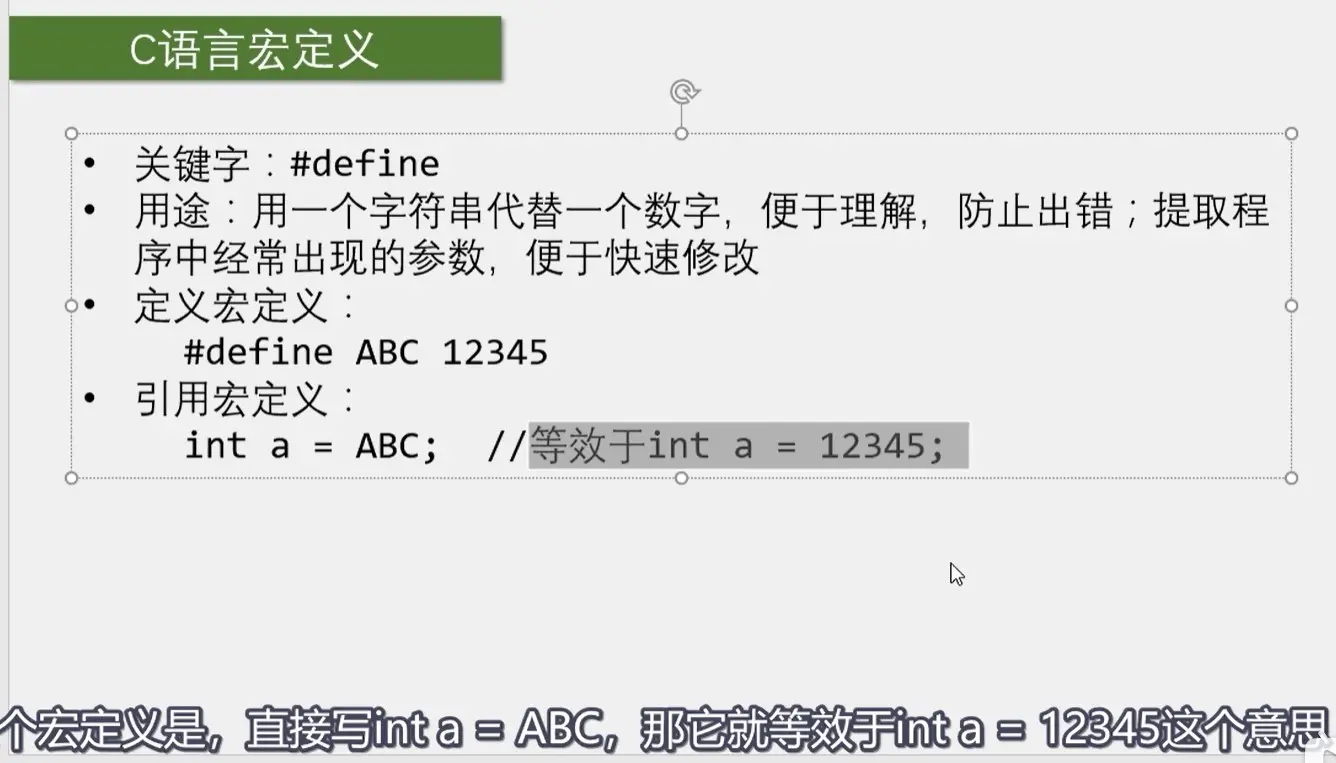 C语言宏定义
• 关键字：#define
• 用途：用一个字符串代替一个数字，便于理解，防止出错；提取程
序中经常出现的参数，便于快速修改
• 定义宏定义：
#define ABC 12345
• 引用宏定义：
int a = ABC;  //等效于int a = 12345;
个宏定义是，直接写int a = ABC，那它就等效于int a = 12345这个意思